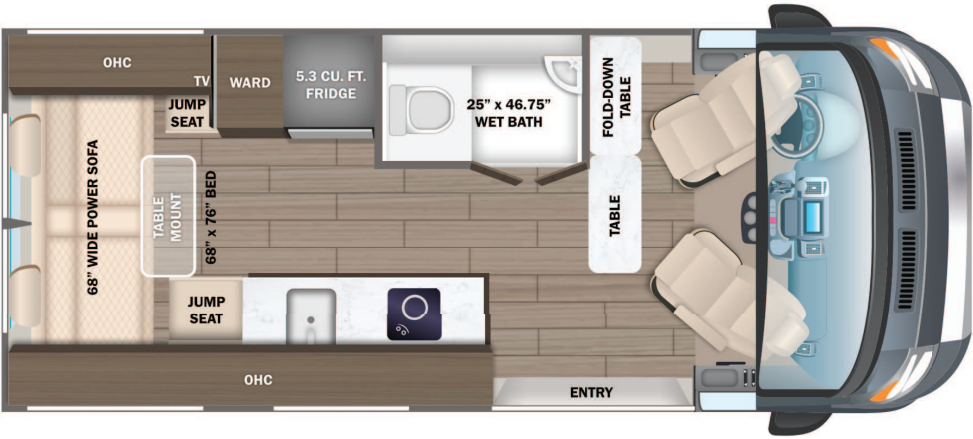 OHC
TV
WARD
5.3 CU. FT.
FRIDGE
JUMP
SEAT
25” x 46.75”
WET BATH
FOLD-DOWN
TABLE
68” WIDE POWER SOFA
TABLE
MOUNT
68” x 76” BED
TABLE
JUMP
SEAT
OHC
ENTRY